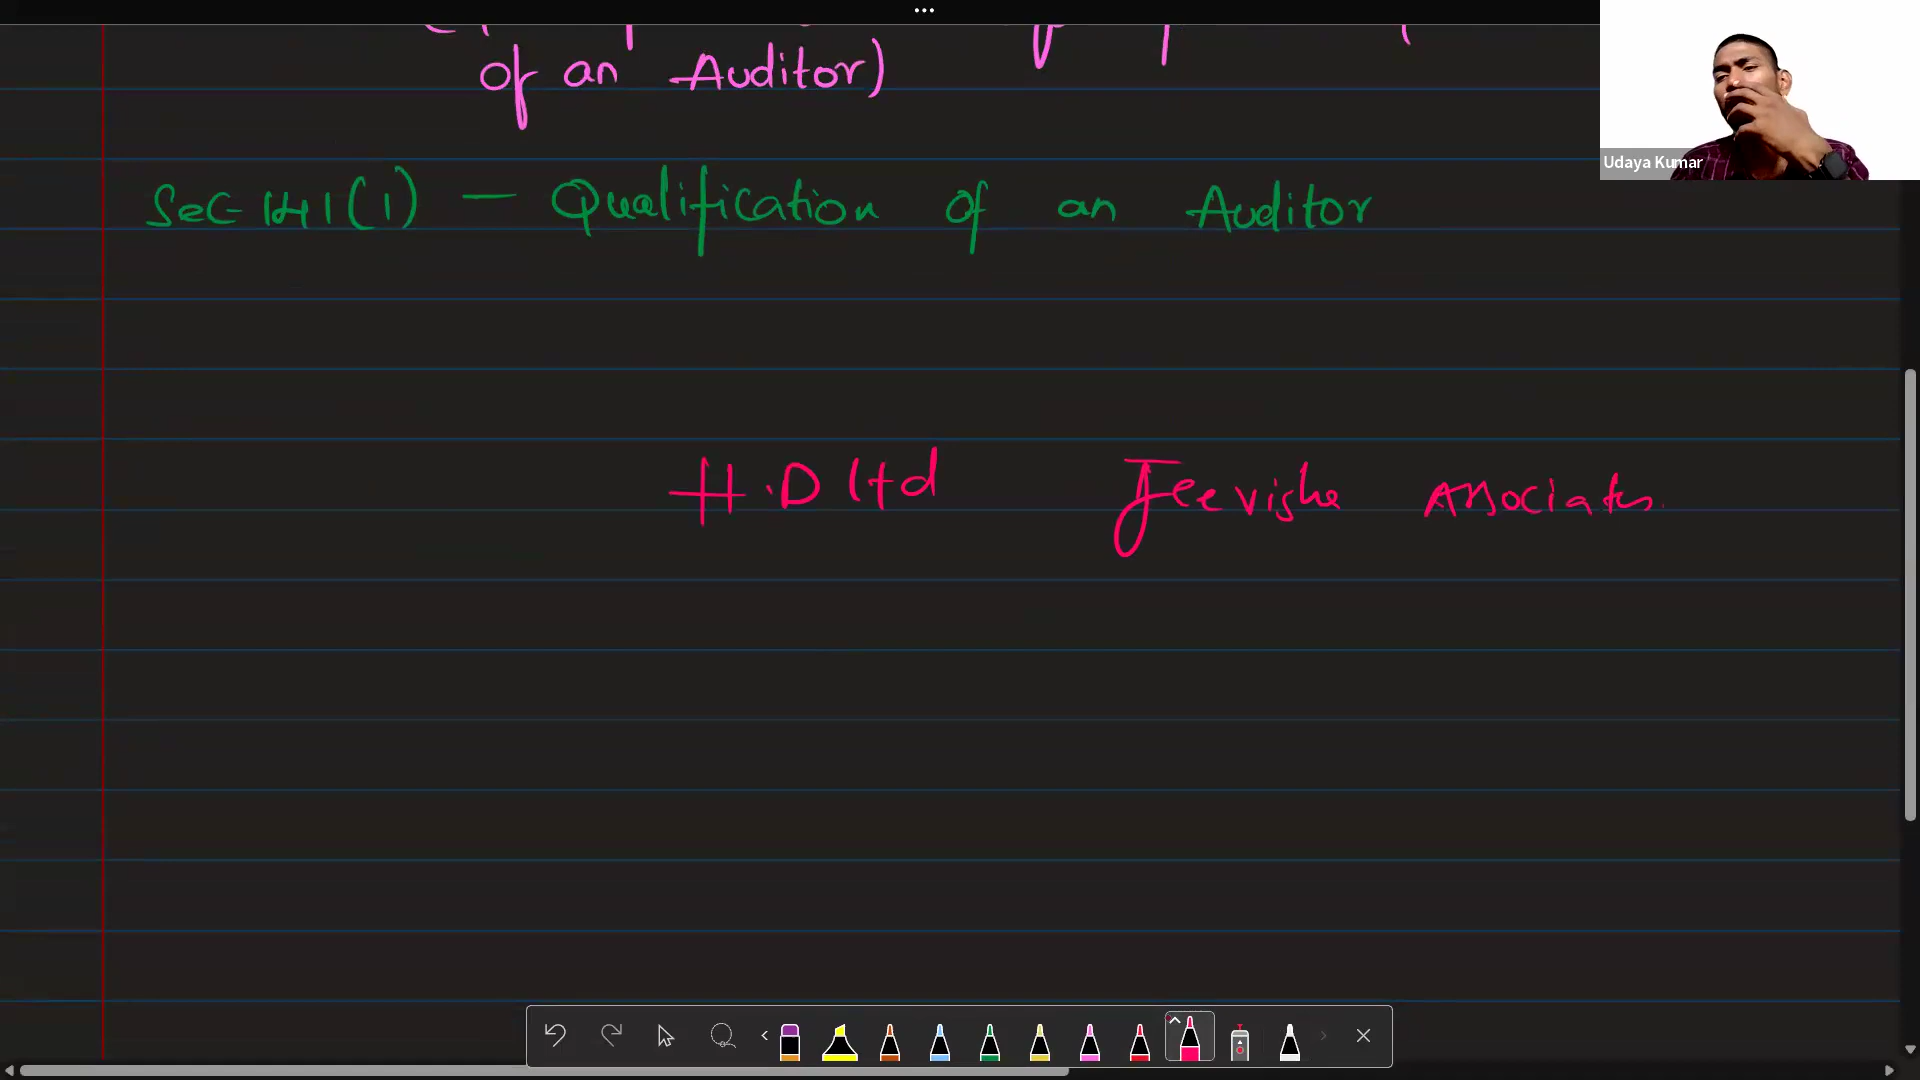 of an Auditor)
Udaya Kumar
Sec 141(1) — Qualification of an Auditor
H.D ltd Jeevisha Associates.